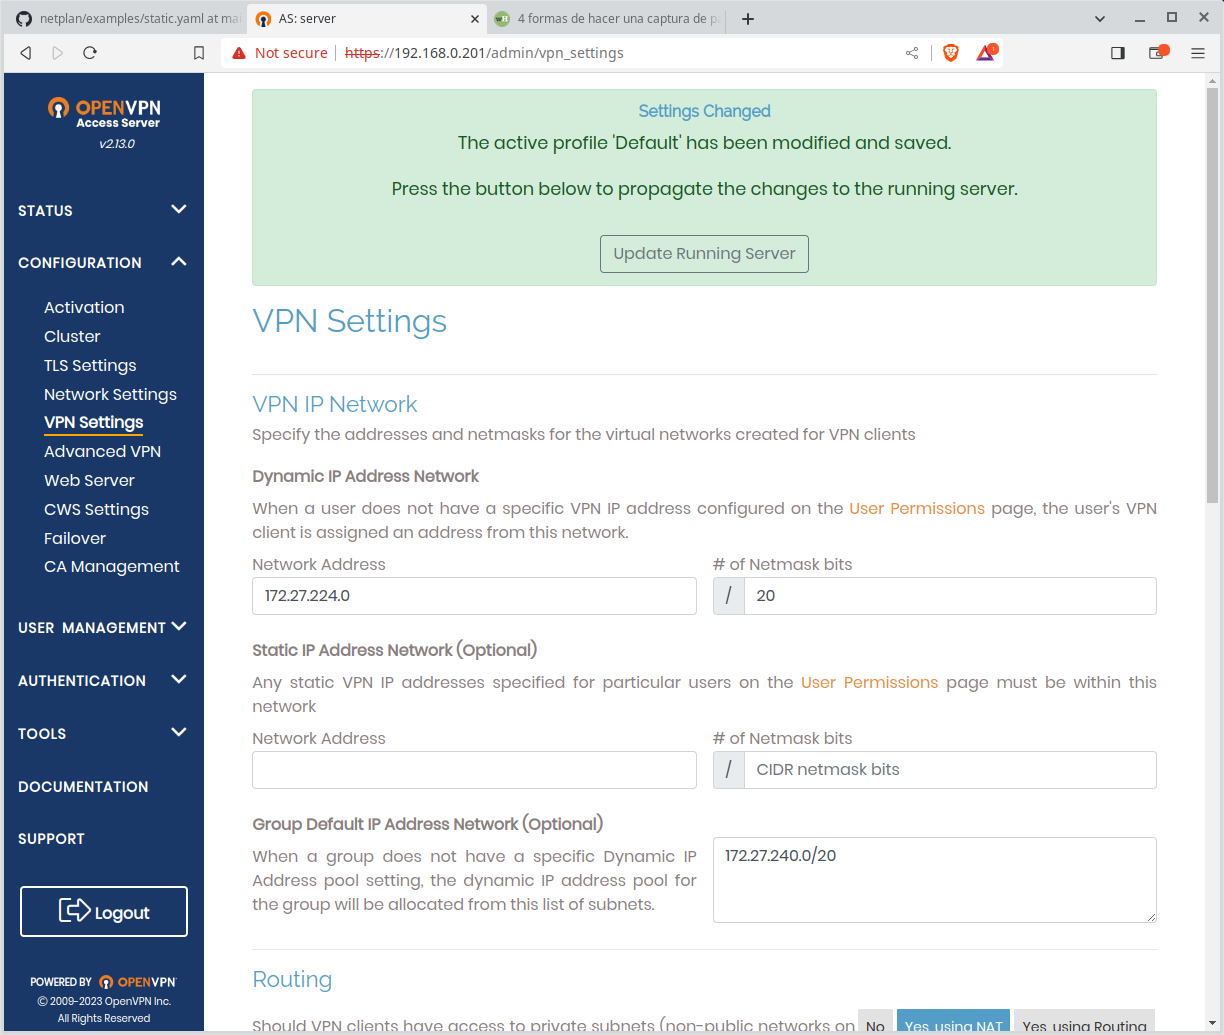 netplan/examples/static.yaml at mai
AS: server
4 formas de hacer una captura de pa
Not secure
https://192.168.0.201/admin/vpn_settings
OPENVPN
Access Server
v2.13.0
STATUS
CONFIGURATION
Activation
Cluster
TLS Settings
Network Settings
VPN Settings
Advanced VPN
Web Server
CWS Settings
Failover
CA Management
USER MANAGEMENT
AUTHENTICATION
TOOLS
DOCUMENTATION
SUPPORT
Logout
POWERED BY OPENVPN
© 2009-2023 OpenVPN Inc.
All Rights Reserved
Settings Changed
The active profile 'Default' has been modified and saved.
Press the button below to propagate the changes to the running server.
Update Running Server
VPN Settings
VPN IP Network
Specify the addresses and netmasks for the virtual networks created for VPN clients
Dynamic IP Address Network
When a user does not have a specific VPN IP address configured on the User Permissions page, the user's VPN
client is assigned an address from this network.
Network Address
# of Netmask bits
172.27.224.0
/ 20
Static IP Address Network (Optional)
Any static VPN IP addresses specified for particular users on the User Permissions page must be within this
network
Network Address
# of Netmask bits
/ CIDR netmask bits
Group Default IP Address Network (Optional)
When a group does not have a specific Dynamic IP
Address pool setting, the dynamic IP address pool for
the group will be allocated from this list of subnets.
172.27.240.0/20
Routing
Should VPN clients have access to private subnets (non-public networks on
No
Yes, using NAT
Yes, using Routing